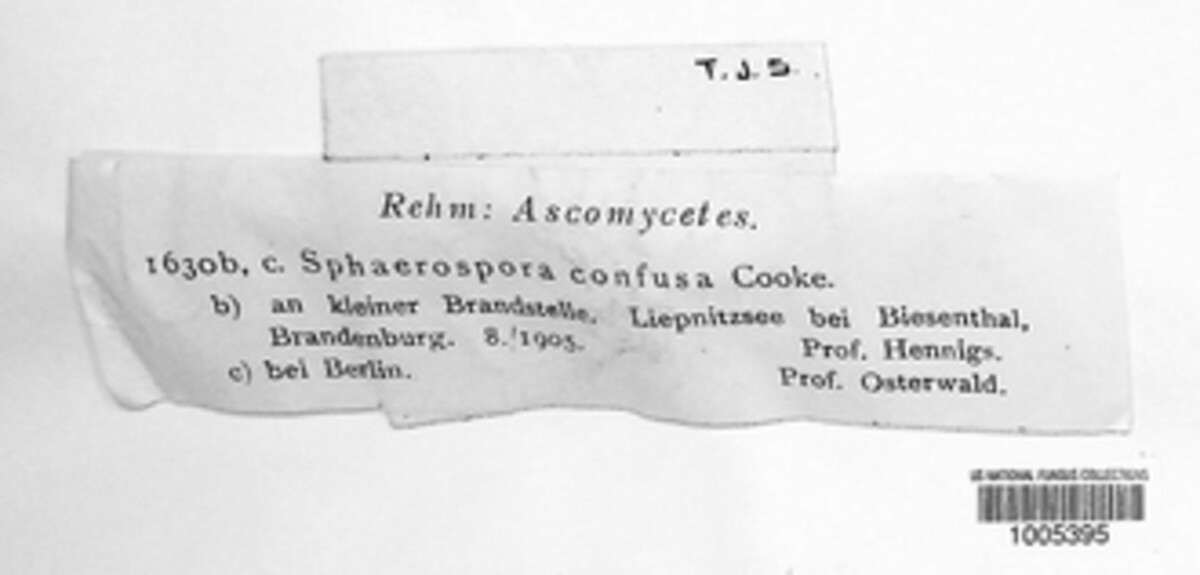 T. J. S.
Rehm: Ascomycetes.
1630b, c. Sphaerospora confusa Cooke.
b) an kleiner Brandstelle, Liepnitzsee bei Biesenthal,
Brandenburg. 8./1905. Prof. Hennigs.
c) bei Berlin. Prof. Osterwald.
US NATIONAL FUNGUS COLLECTIONS
1005395